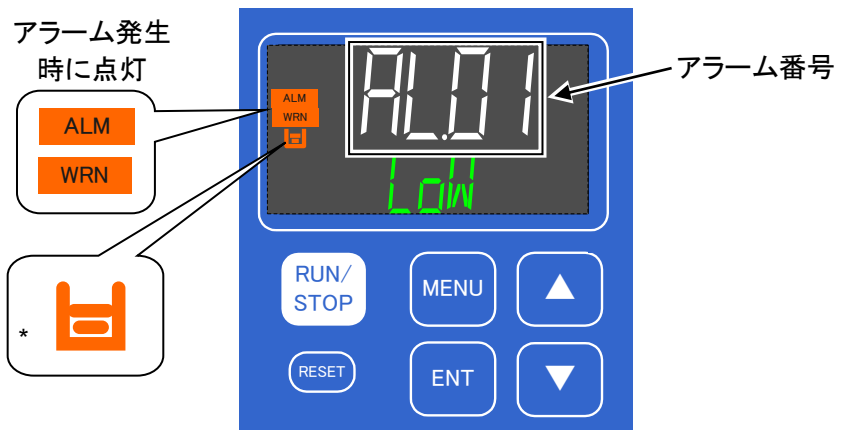 アラーム発生
時に点灯
ALM
WRN
*
ALM
WRN
AL.01
LoW
アラーム番号
RUN/
STOP
MENU
▲
RESET
ENT
▼